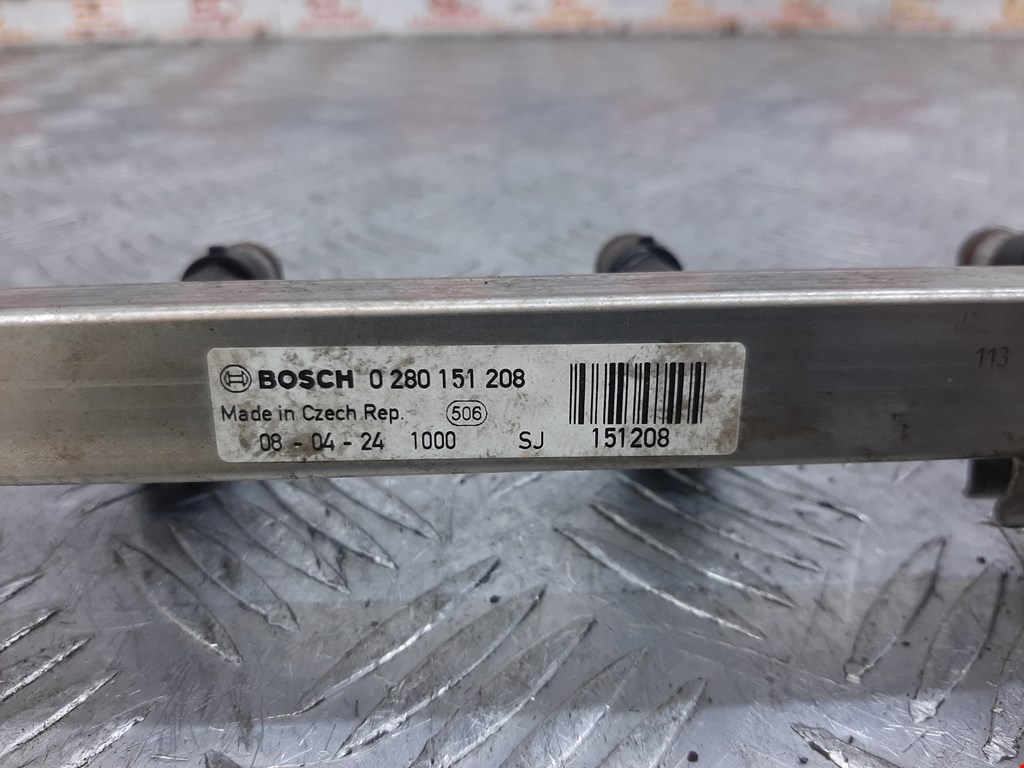 BOSCH 0 280 151 208
Made in Czech Rep. 506
08 - 04 - 24 1000 SJ 151208
113